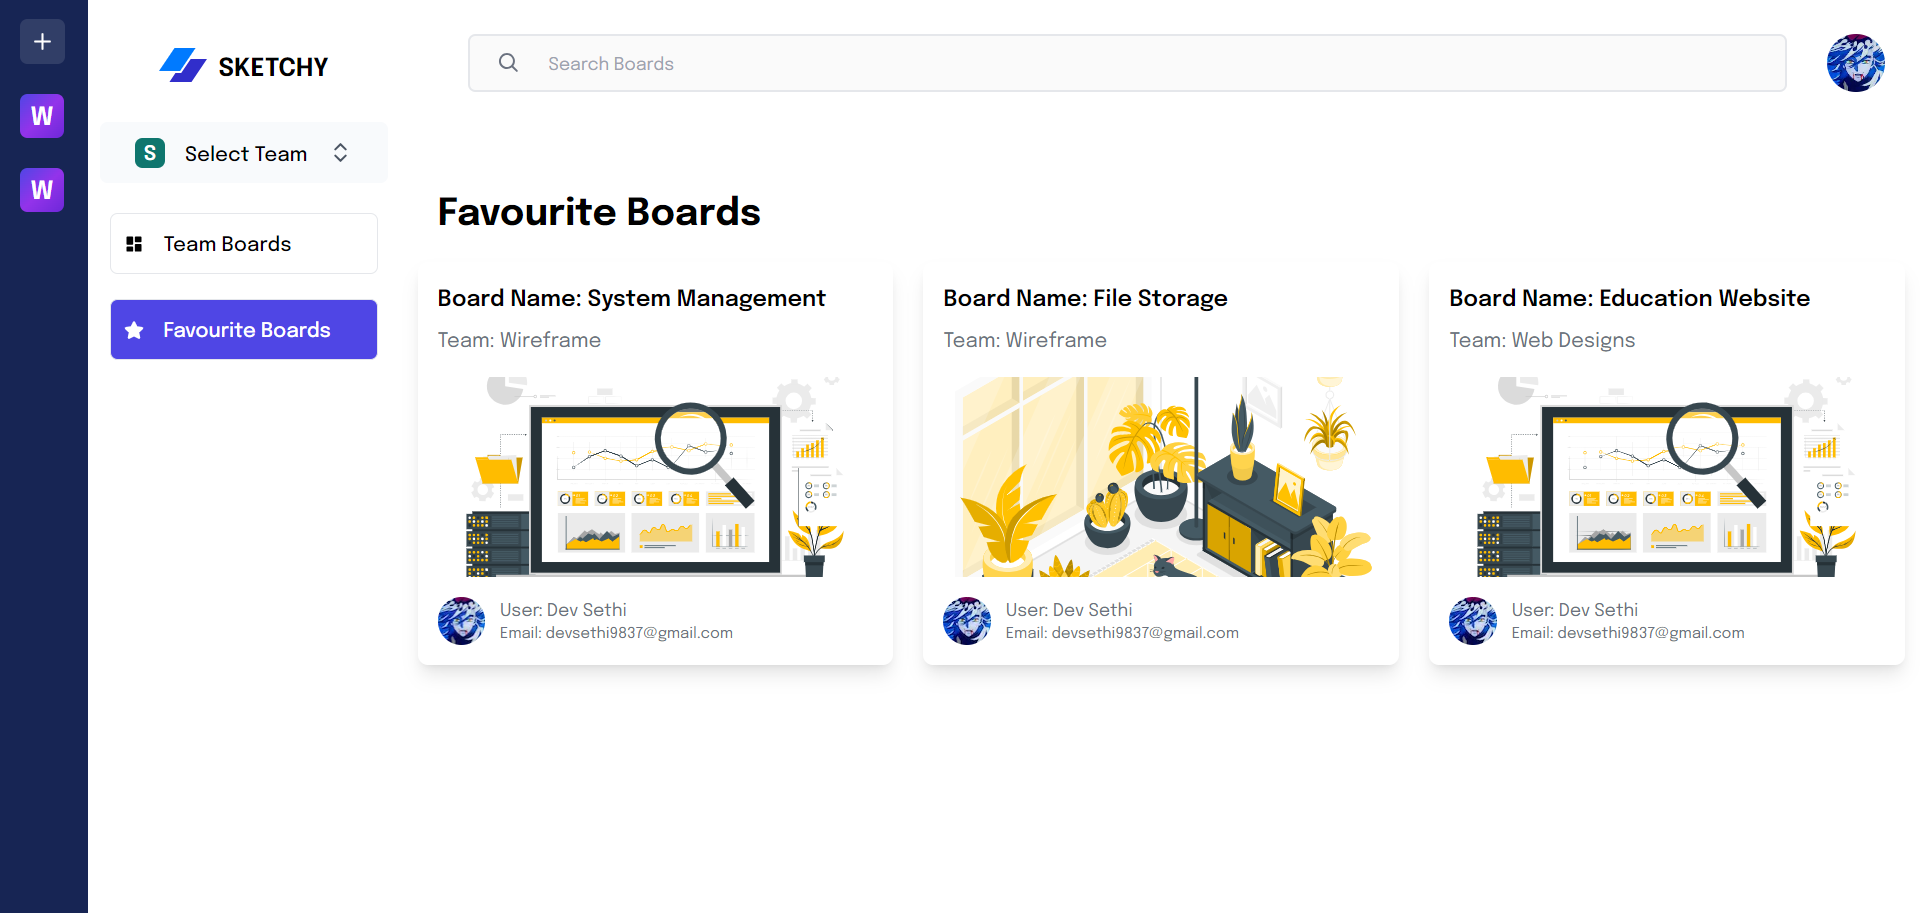 W
W
SKETCHY
S Select Team
Team Boards
Favourite Boards
Search Boards
Favourite Boards
Board Name: System Management
Team: Wireframe
User: Dev Sethi
Email: devsethi9837@gmail.com
Board Name: File Storage
Team: Wireframe
User: Dev Sethi
Email: devsethi9837@gmail.com
Board Name: Education Website
Team: Web Designs
User: Dev Sethi
Email: devsethi9837@gmail.com